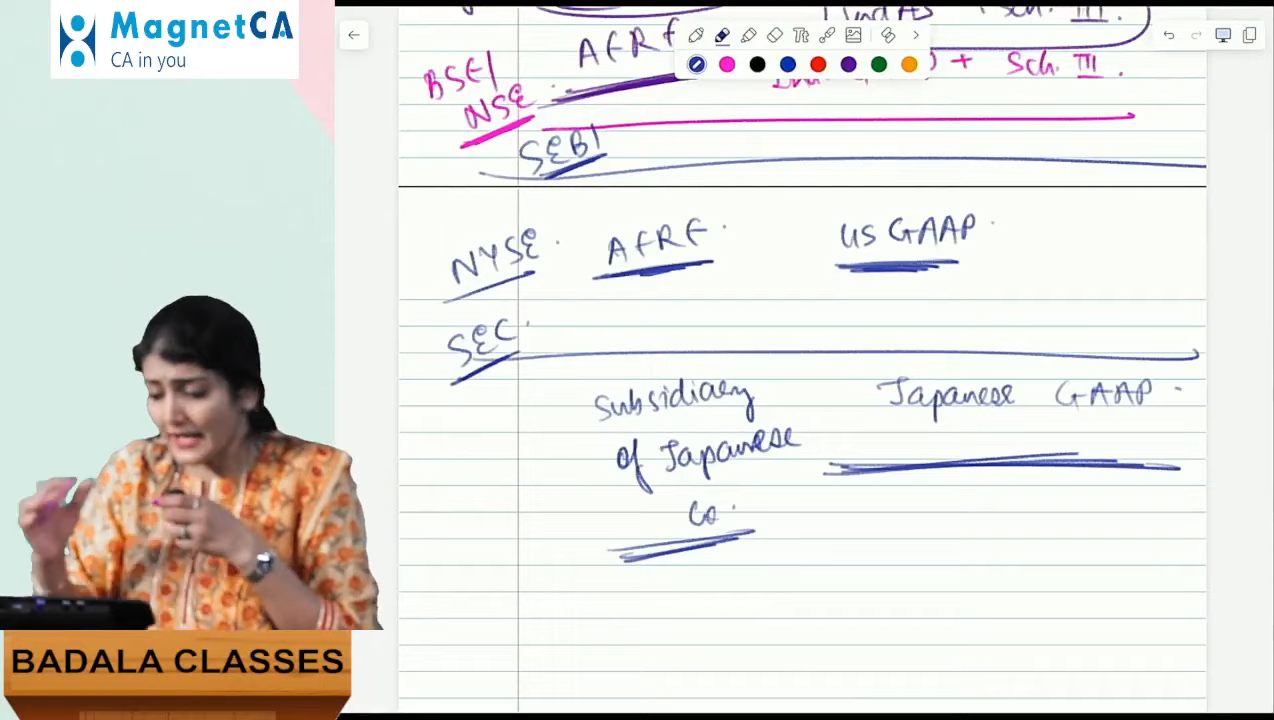 MagnetCA
CA in you
Sch. III.
BSE/
NSE.
AFRF
+ Sch. III.
SEBI
NYSE. AFRF. US GAAP.
SEC.
Subsidiary Japanese GAAP.
of Japanese
Co.
BADALA CLASSES